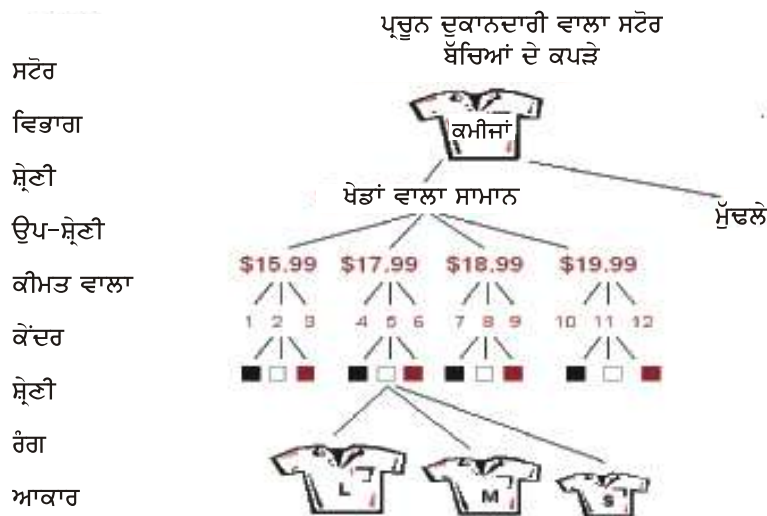 ਪ੍ਰਚੂਨ ਦੁਕਾਨਦਾਰੀ ਵਾਲਾ ਸਟੋਰ
ਬੱਚਿਆਂ ਦੇ ਕਪੜੇ
ਸਟੋਰ
ਵਿਭਾਗ
ਕਮੀਜਾਂ
ਸ਼੍ਰੇਣੀ
ਖੇਡਾਂ ਵਾਲਾ ਸਾਮਾਨ
ਮੁੱਢਲੇ
ਉਪ-ਸ਼੍ਰੇਣੀ
$15.99 $17.99 $18.99 $19.99
ਕੀਮਤ ਵਾਲਾ
1 2 3 4 5 6 7 8 9 10 11 12
ਕੇਂਦਰ
ਸ਼੍ਰੇਣੀ
ਰੰਗ
L M S
ਆਕਾਰ